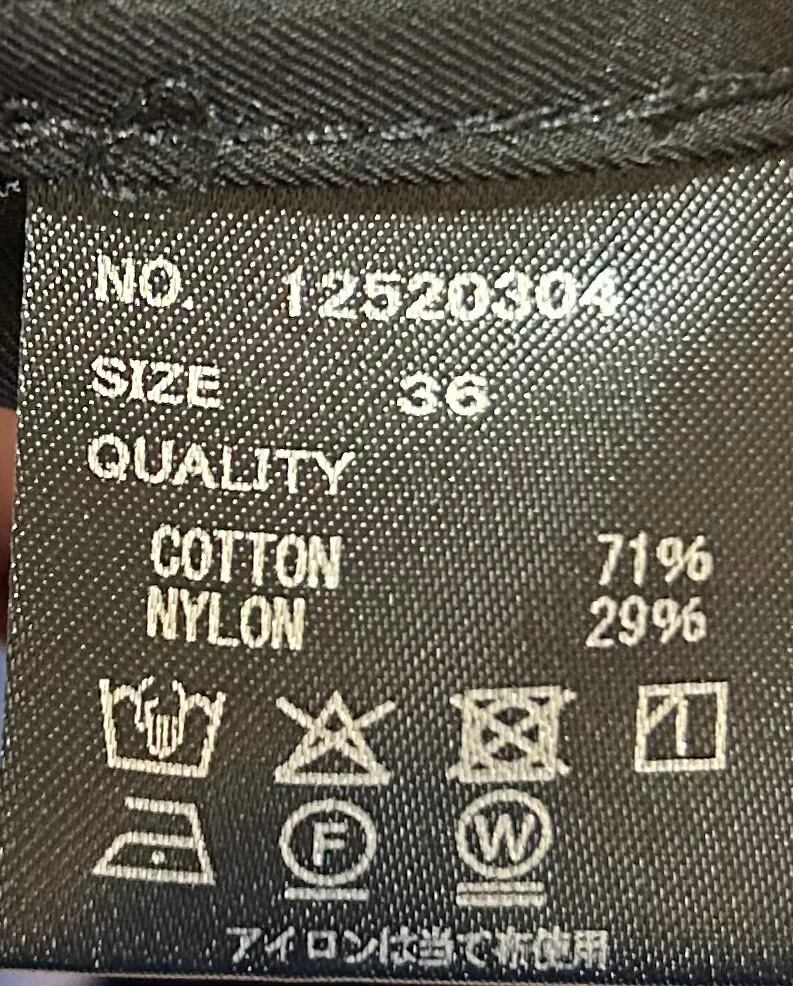 NO. 12520304
SIZE 36
QUALITY
COTTON 71%
NYLON 29%
F W
アイロンは当て布使用